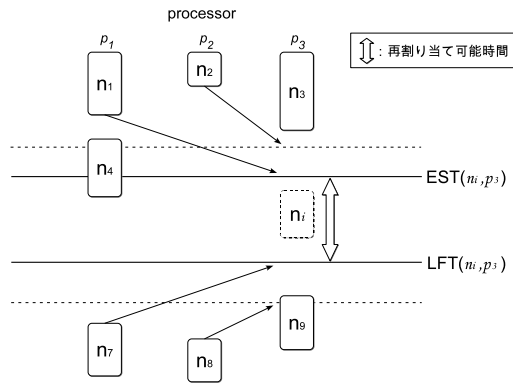 processor
p1 p2 p3
: 再割り当て可能時間
n1
n2
n3
n4
EST(ni,p3)
ni
LFT(ni,p3)
n9
n7
n8